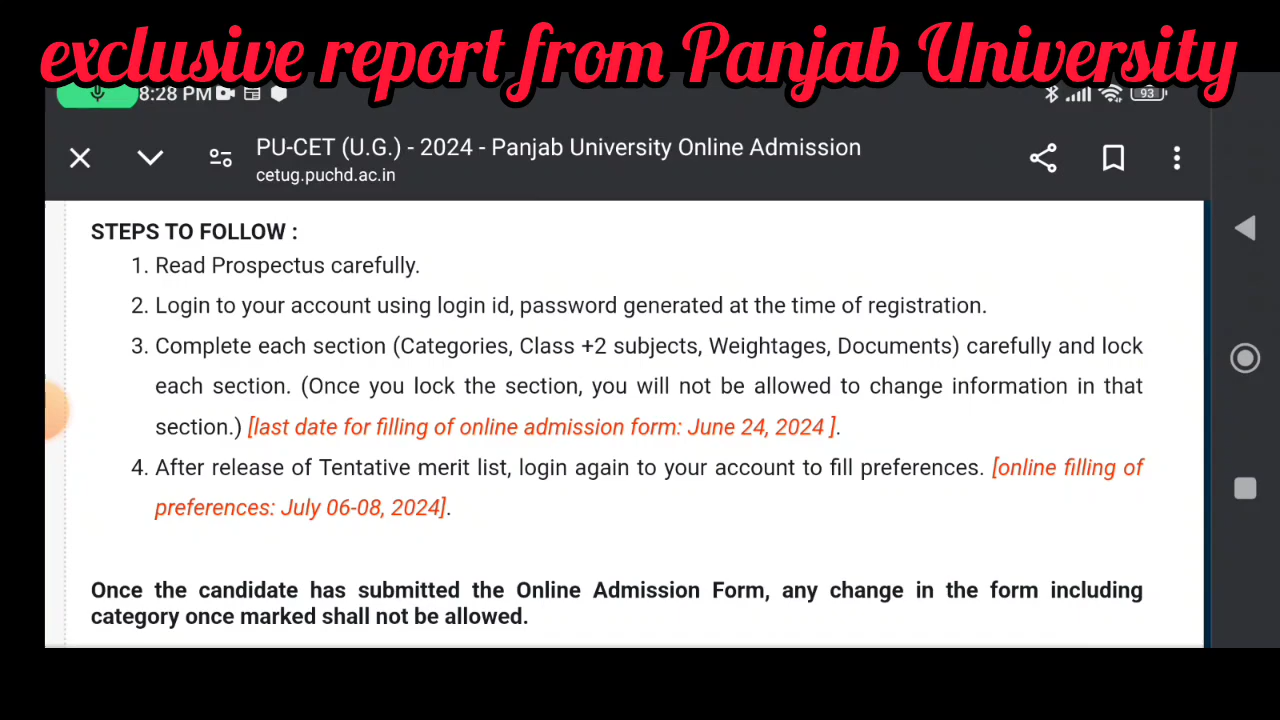 exclusive report from Panjab University
8:28 PM
93
PU-CET (U.G.) - 2024 - Panjab University Online Admission
cetug.puchd.ac.in
STEPS TO FOLLOW :
1. Read Prospectus carefully.
2. Login to your account using login id, password generated at the time of registration.
3. Complete each section (Categories, Class +2 subjects, Weightages, Documents) carefully and lock
each section. (Once you lock the section, you will not be allowed to change information in that
section.) [last date for filling of online admission form: June 24, 2024 ].
4. After release of Tentative merit list, login again to your account to fill preferences. [online filling of
preferences: July 06-08, 2024].
Once the candidate has submitted the Online Admission Form, any change in the form including
category once marked shall not be allowed.